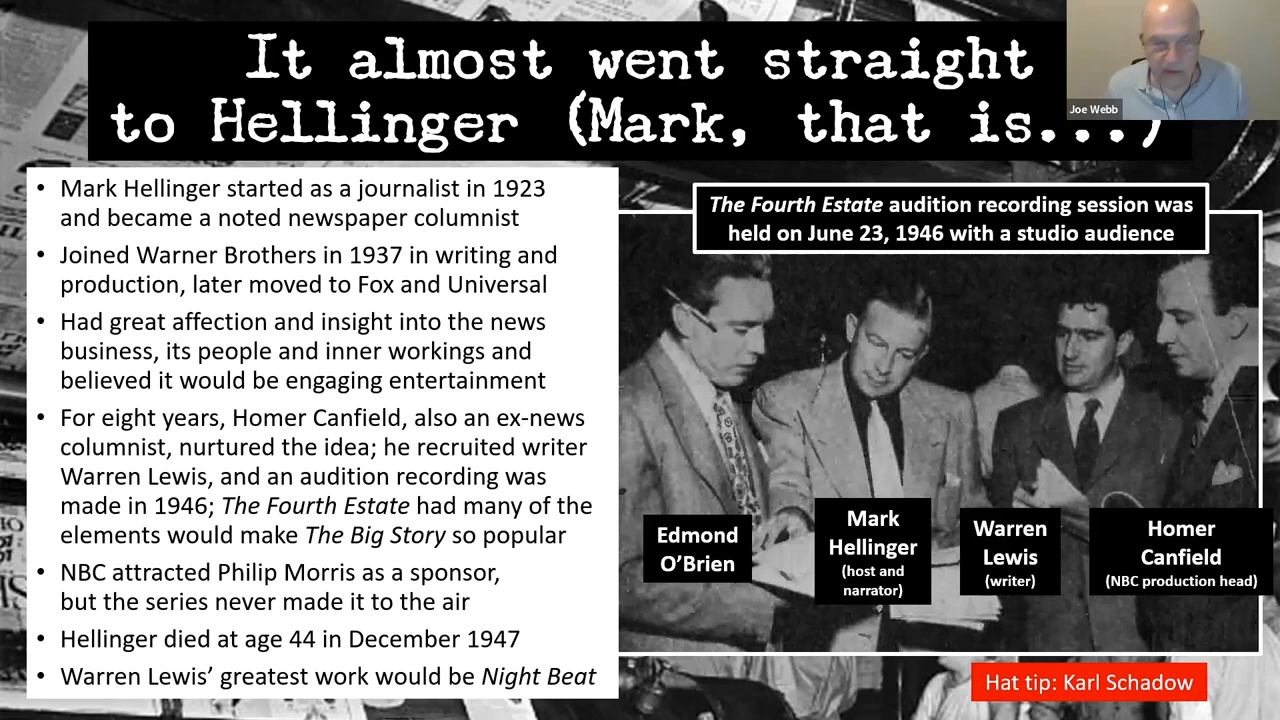 It almost went straight
to Hellinger (Mark, that is...)
Joe Webb
• Mark Hellinger started as a journalist in 1923
and became a noted newspaper columnist
• Joined Warner Brothers in 1937 in writing and
production, later moved to Fox and Universal
• Had great affection and insight into the news
business, its people and inner workings and
believed it would be engaging entertainment
• For eight years, Homer Canfield, also an ex-news
columnist, nurtured the idea; he recruited writer
Warren Lewis, and an audition recording was
made in 1946; The Fourth Estate had many of the
elements would make The Big Story so popular
• NBC attracted Philip Morris as a sponsor,
but the series never made it to the air
• Hellinger died at age 44 in December 1947
• Warren Lewis’ greatest work would be Night Beat
The Fourth Estate audition recording session was
held on June 23, 1946 with a studio audience
Edmond
O’Brien
Mark
Hellinger
(host and
narrator)
Warren
Lewis
(writer)
Homer
Canfield
(NBC production head)
Hat tip: Karl Schadow